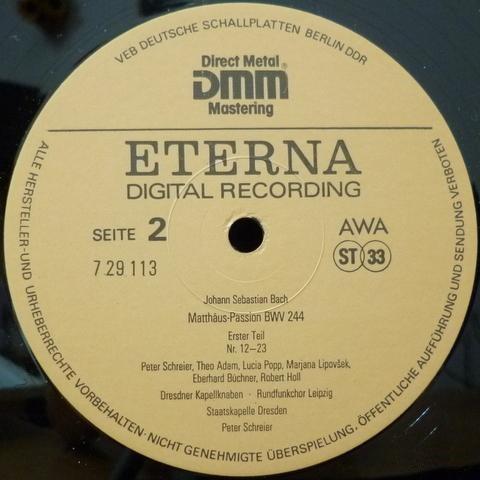 VEB DEUTSCHE SCHALLPLATTEN BERLIN DDR
Direct Metal
DMM®
Mastering
ETERNA
DIGITAL RECORDING
SEITE 2
AWA
7 29 113
ST 33
Johann Sebastian Bach
Matthäus-Passion BWV 244
Erster Teil
Nr. 12–23
Peter Schreier, Theo Adam, Lucia Popp, Marjana Lipovšek,
Eberhard Büchner, Robert Holl
Dresdner Kapellknaben · Rundfunkchor Leipzig
Staatskapelle Dresden
Peter Schreier
ALLE HERSTELLER- UND URHEBERRECHTE VORBEHALTEN · NICHT GENEHMIGTE ÜBERSPIELUNG, ÖFFENTLICHE AUFFÜHRUNG UND SENDUNG VERBOTEN